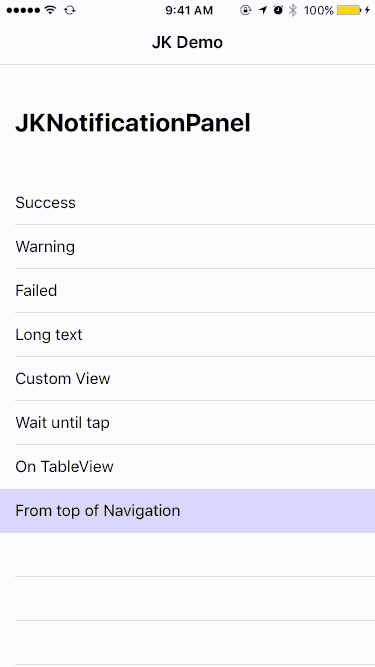 9:41 AM
100%
JK Demo
JKNotificationPanel
Success
Warning
Failed
Long text
Custom View
Wait until tap
On TableView
From top of Navigation